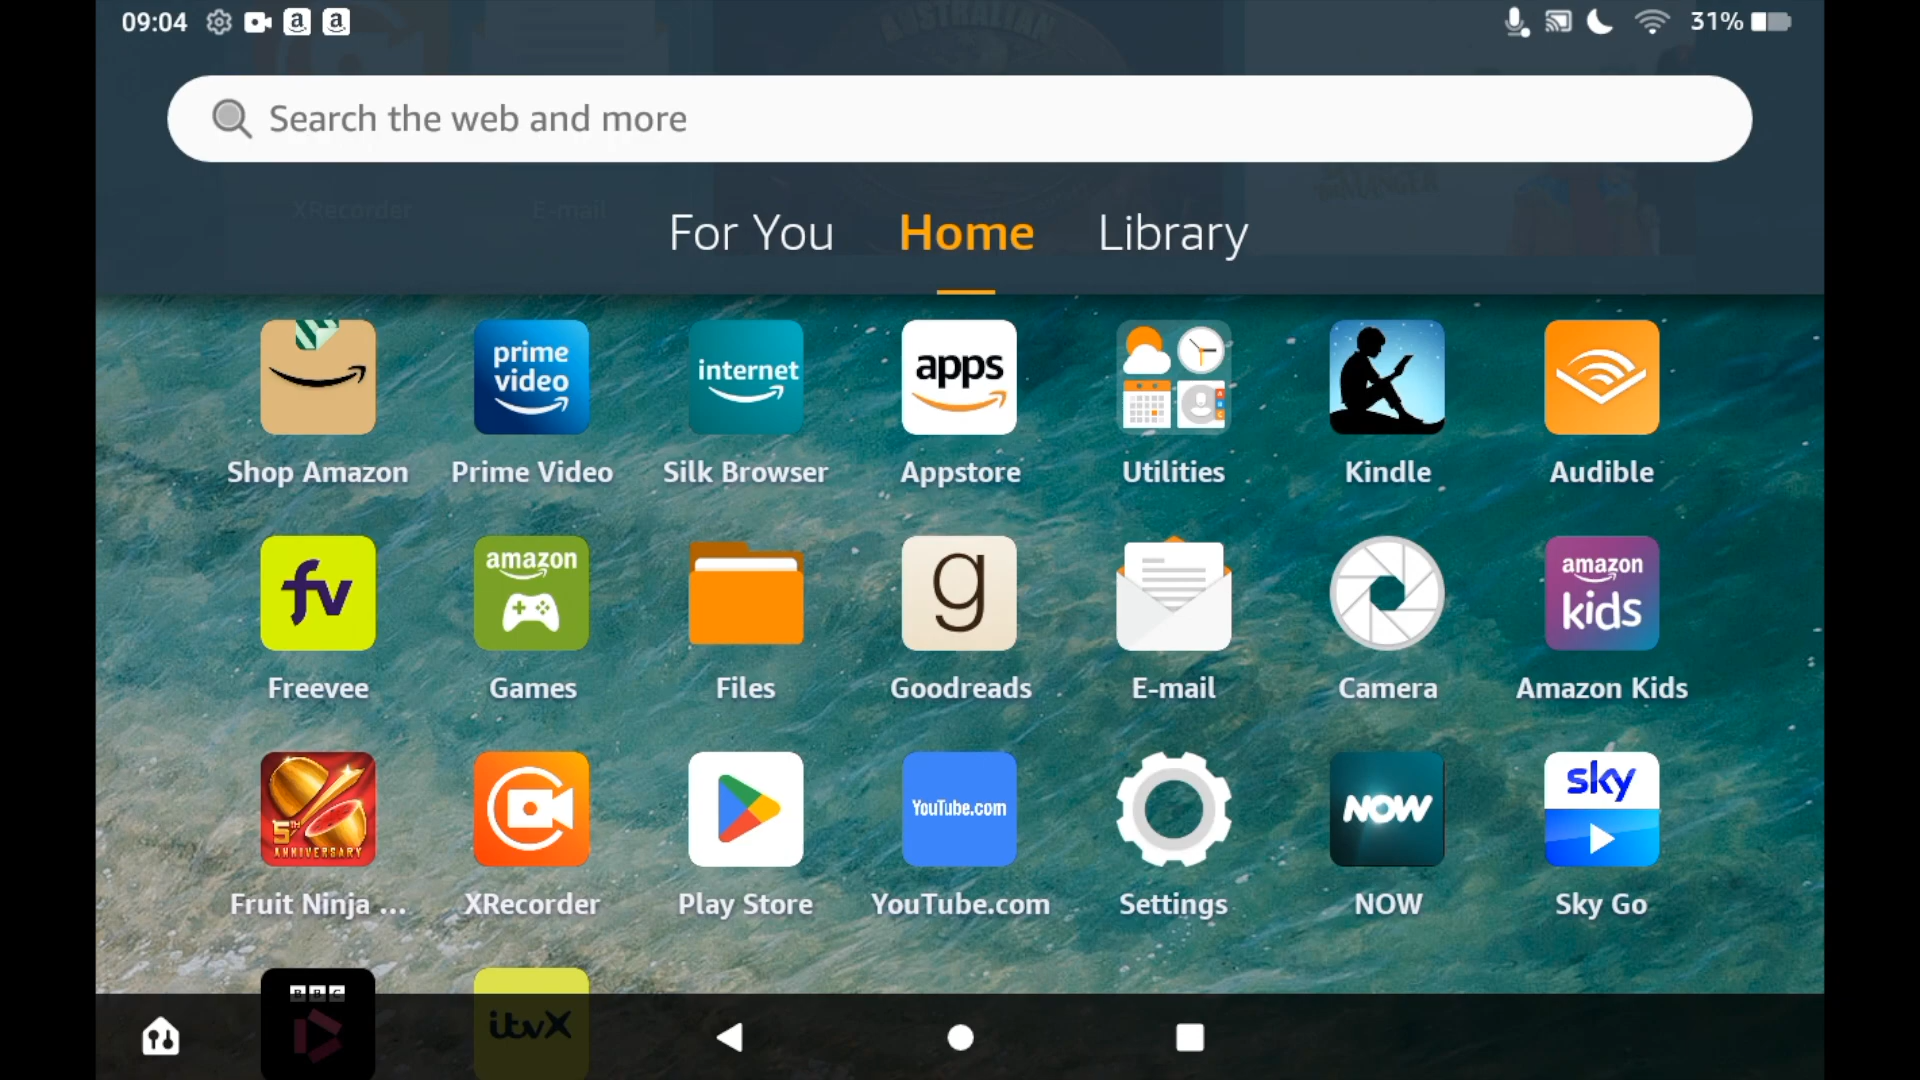 09:04
31%
Search the web and more
XRecorder
E-mail
For You
Home
Library
prime video
internet
apps
Shop Amazon
Prime Video
Silk Browser
Appstore
Utilities
Kindle
Audible
fv
amazon
g
amazon kids
Freevee
Games
Files
Goodreads
E-mail
Camera
Amazon Kids
5TH ANNIVERSARY
YouTube.com
NOW
sky
Fruit Ninja ...
XRecorder
Play Store
YouTube.com
Settings
NOW
Sky Go
BBC
itvX